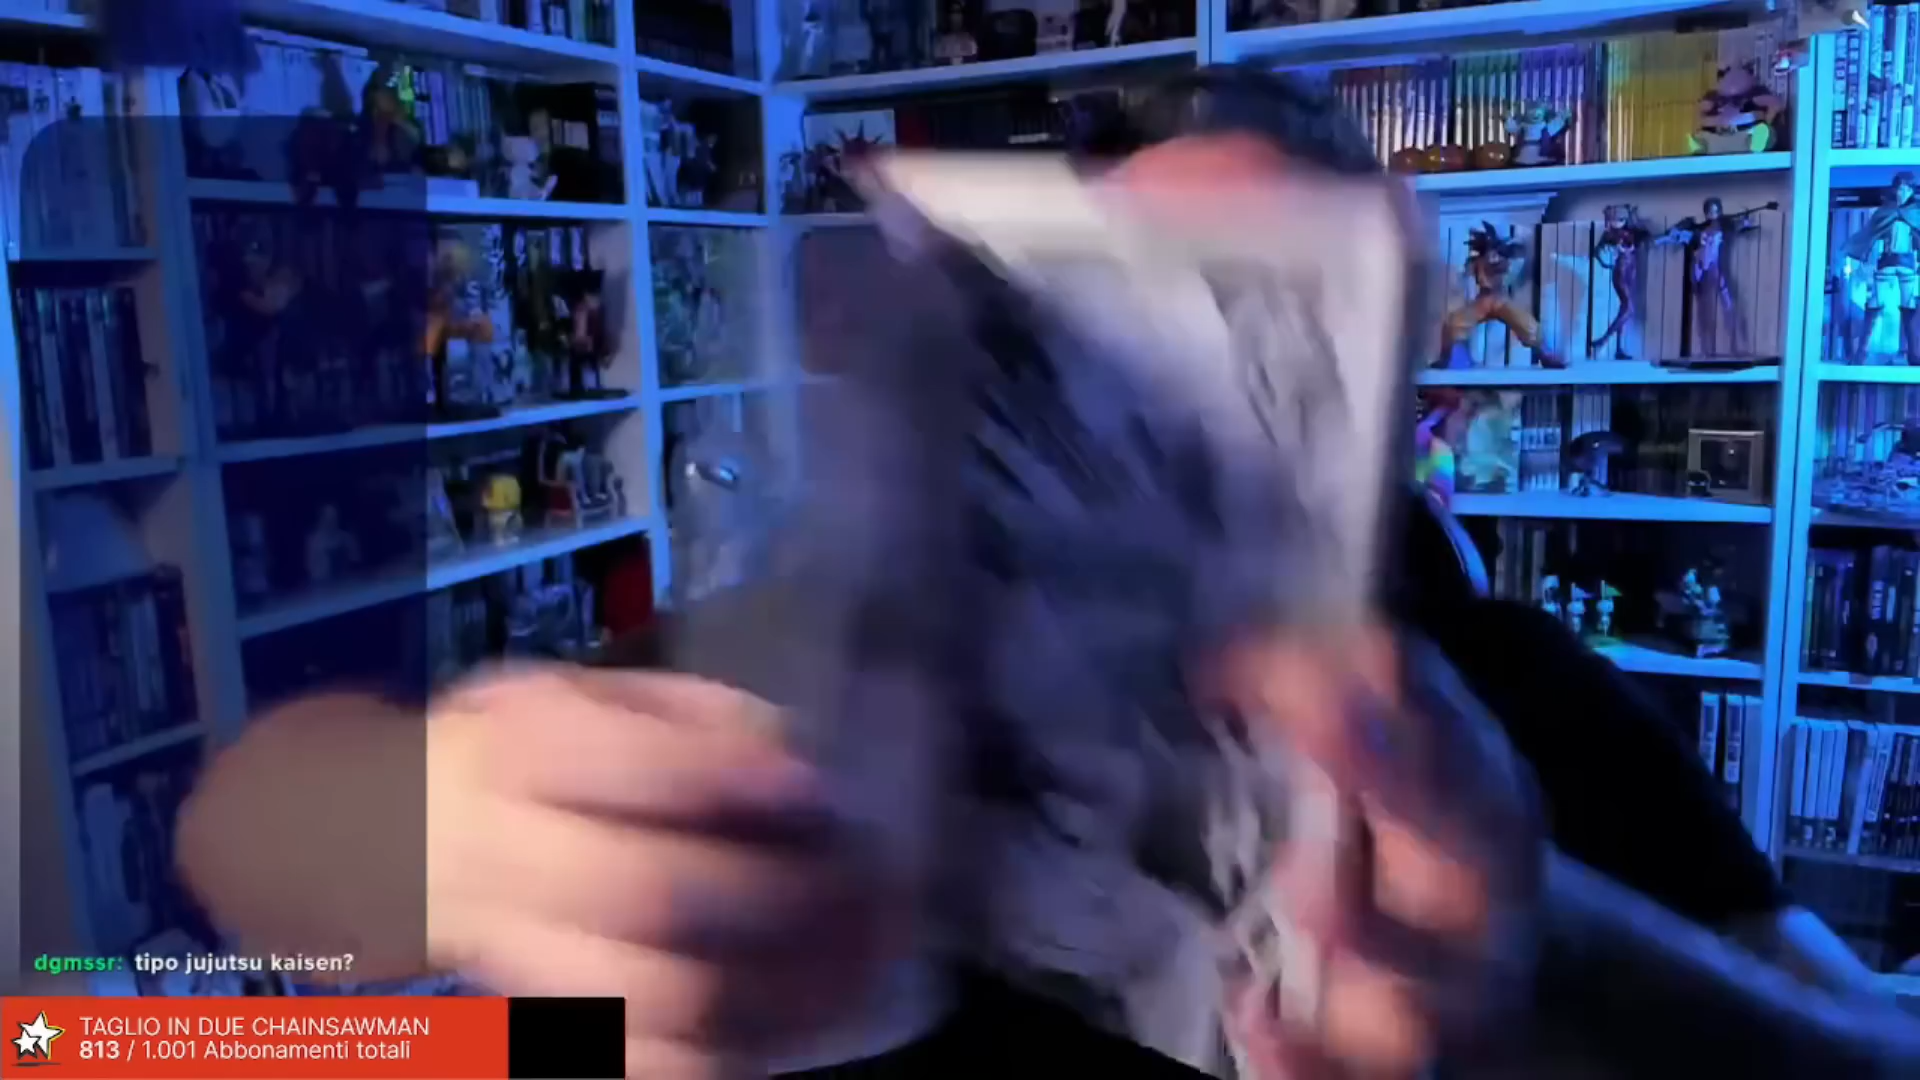 dgmssr: tipo jujutsu kaisen?
TAGLIO IN DUE CHAINSAWMAN
813 / 1.001 Abbonamenti totali